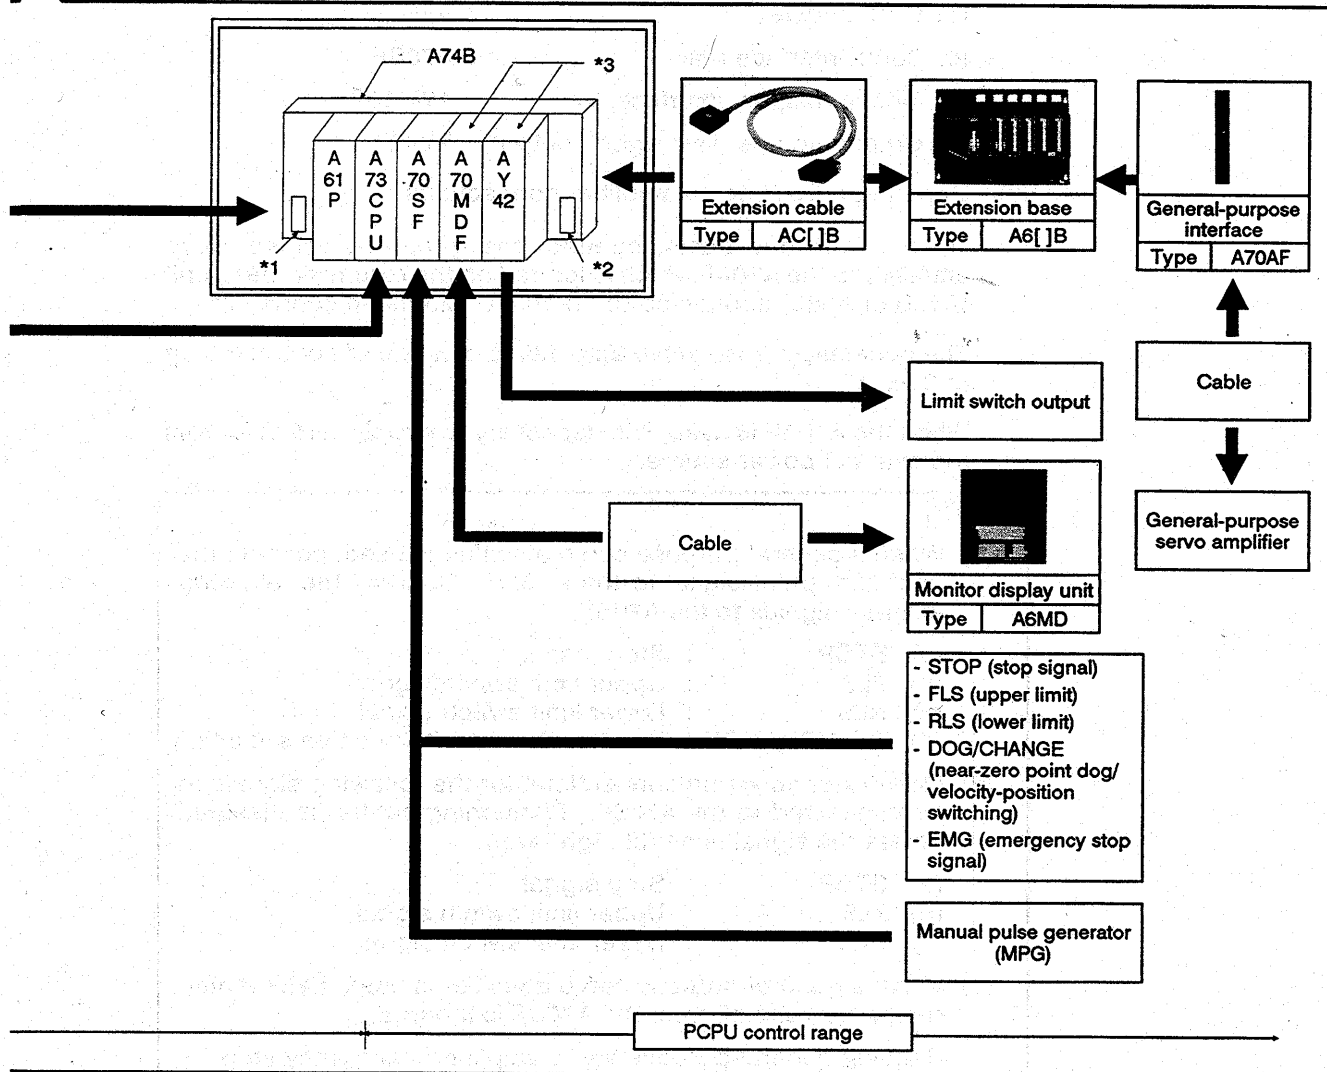 A74B
*3
A
61
P
A
73
C
P
U
A
70
S
F
A
70
M
D
F
A
Y
42
*1
*2
Extension cable
Type AC[ ]B
Extension base
Type A6[ ]B
General-purpose
interface
Type A70AF
Cable
Limit switch output
General-purpose
servo amplifier
Cable
Monitor display unit
Type A6MD
- STOP (stop signal)
- FLS (upper limit)
- RLS (lower limit)
- DOG/CHANGE
(near-zero point dog/
velocity-position
switching)
- EMG (emergency stop
signal)
Manual pulse generator
(MPG)
PCPU control range